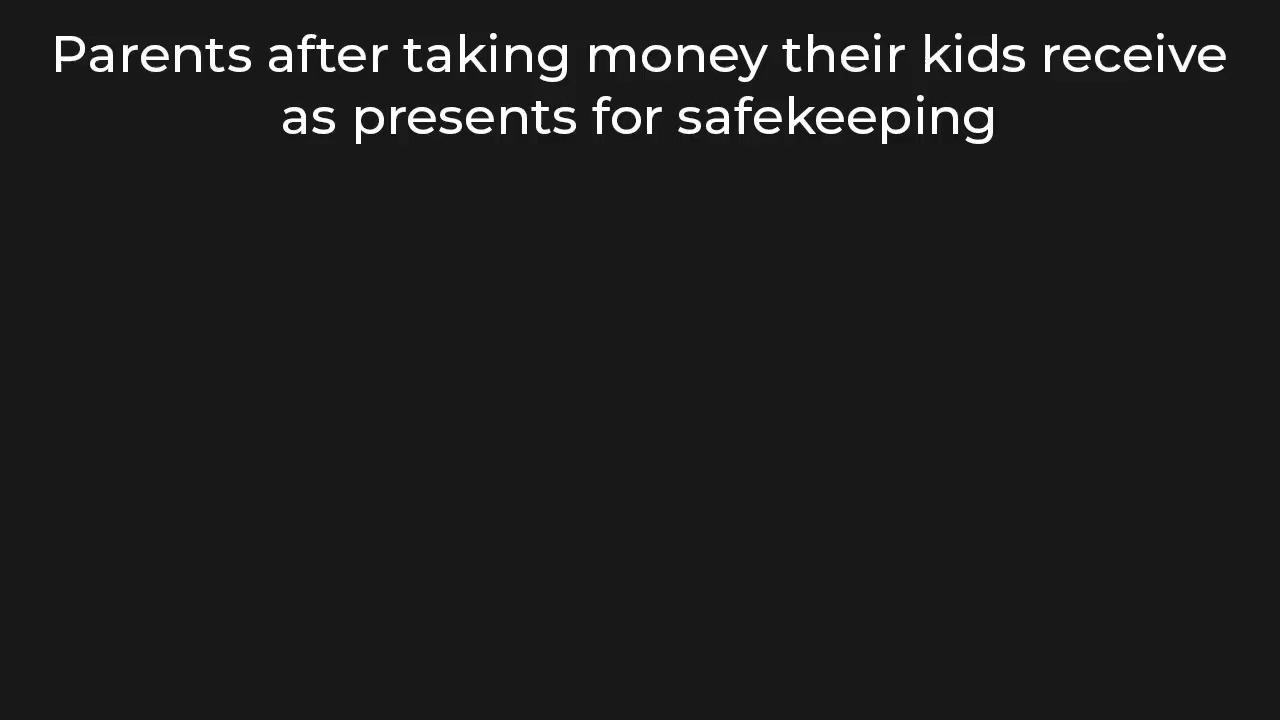 Parents after taking money their kids receive
as presents for safekeeping